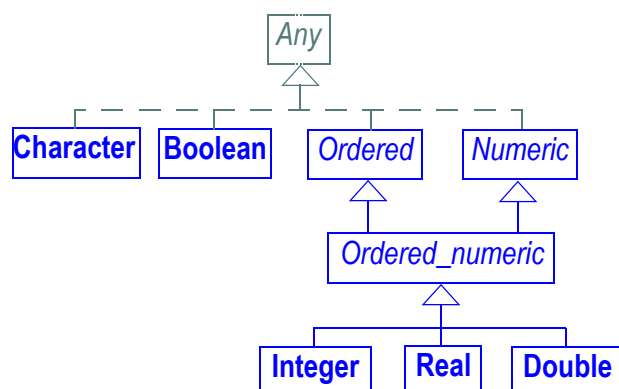 Any
Character Boolean Ordered Numeric
Ordered_numeric
Integer Real Double